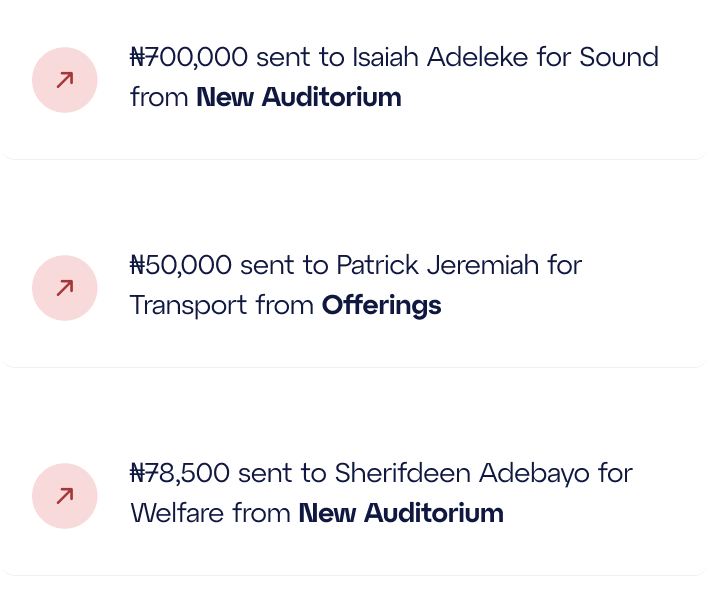 ₦700,000 sent to Isaiah Adeleke for Sound
from New Auditorium
₦50,000 sent to Patrick Jeremiah for
Transport from Offerings
₦78,500 sent to Sherifdeen Adebayo for
Welfare from New Auditorium